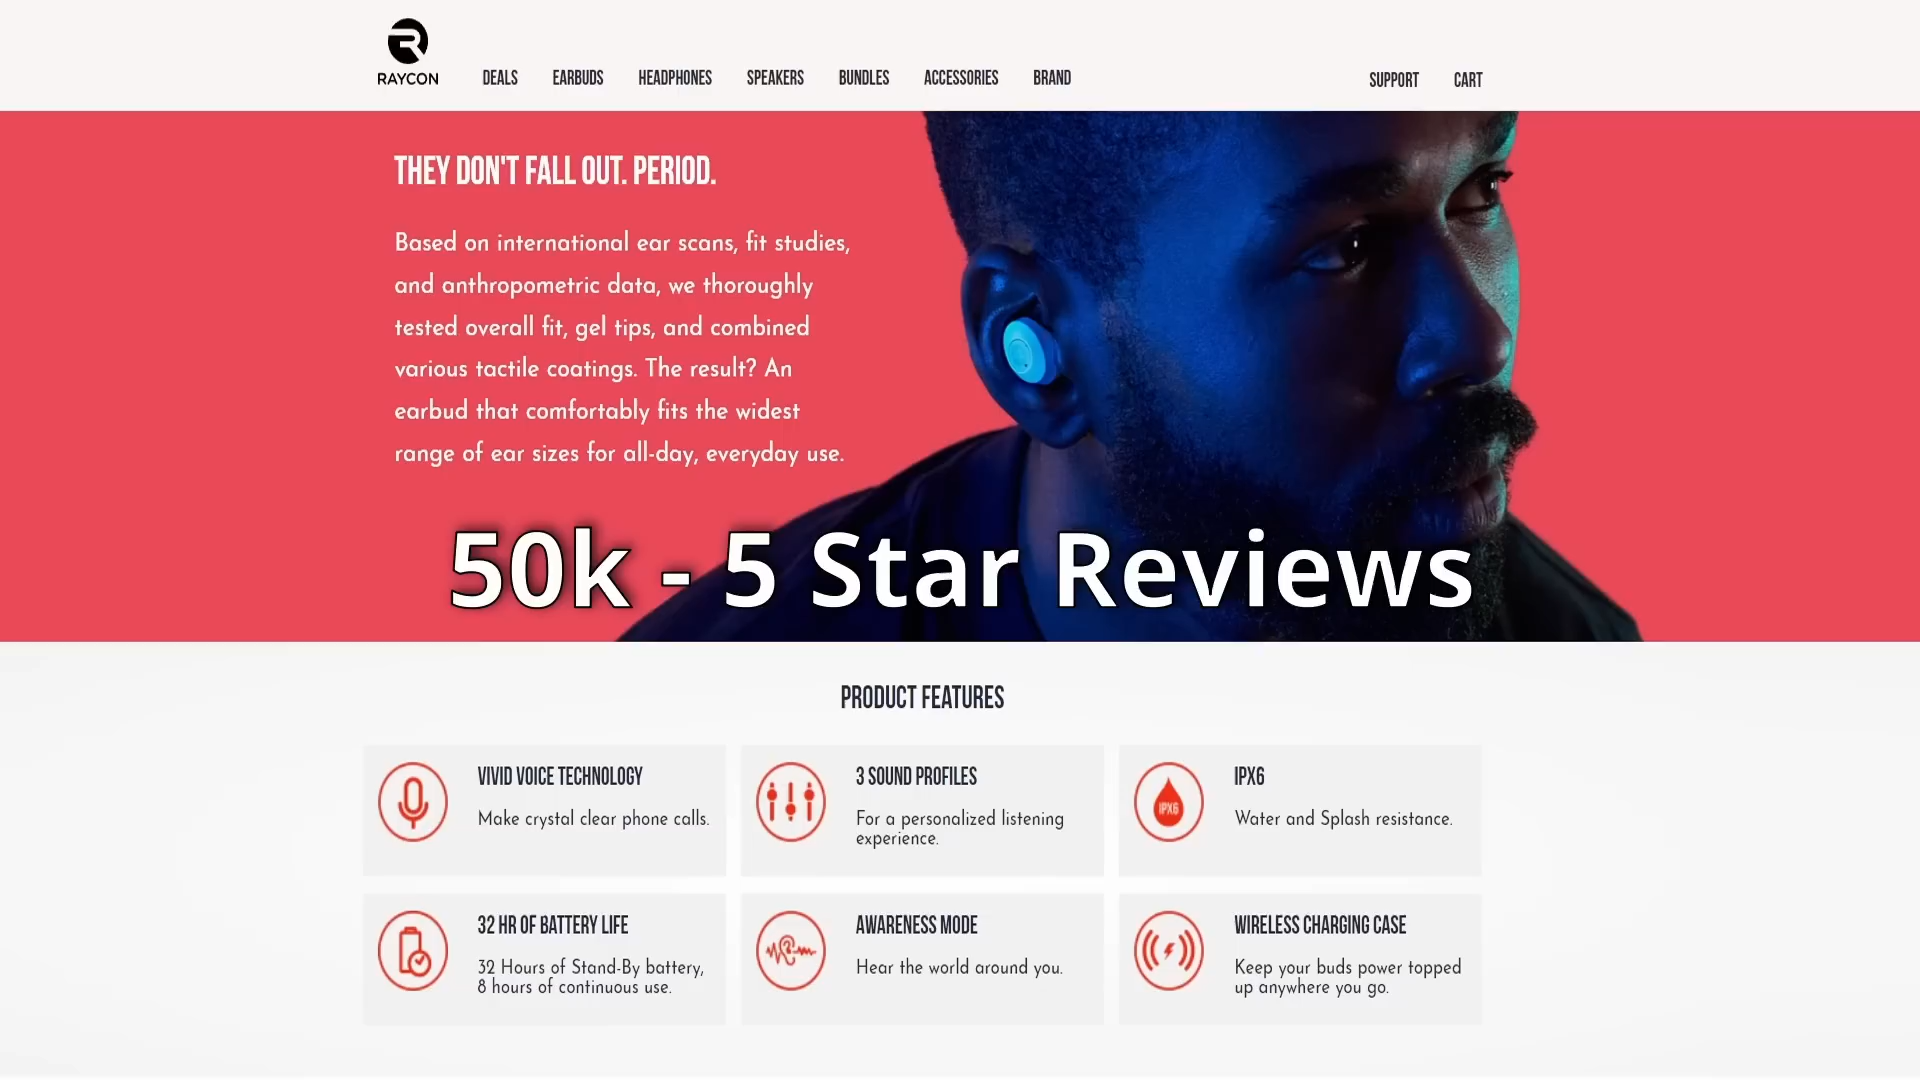 RAYCON
DEALS EARBUDS HEADPHONES SPEAKERS BUNDLES ACCESSORIES BRAND SUPPORT CART
THEY DON'T FALL OUT. PERIOD.
Based on international ear scans, fit studies,
and anthropometric data, we thoroughly
tested overall fit, gel tips, and combined
various tactile coatings. The result? An
earbud that comfortably fits the widest
range of ear sizes for all-day, everyday use.
50k - 5 Star Reviews
PRODUCT FEATURES
VIVID VOICE TECHNOLOGY
Make crystal clear phone calls.
3 SOUND PROFILES
For a personalized listening
experience.
IPX6
IPX6
Water and Splash resistance.
32 HR OF BATTERY LIFE
32 Hours of Stand-By battery,
8 hours of continuous use.
AWARENESS MODE
Hear the world around you.
WIRELESS CHARGING CASE
Keep your buds power topped
up anywhere you go.